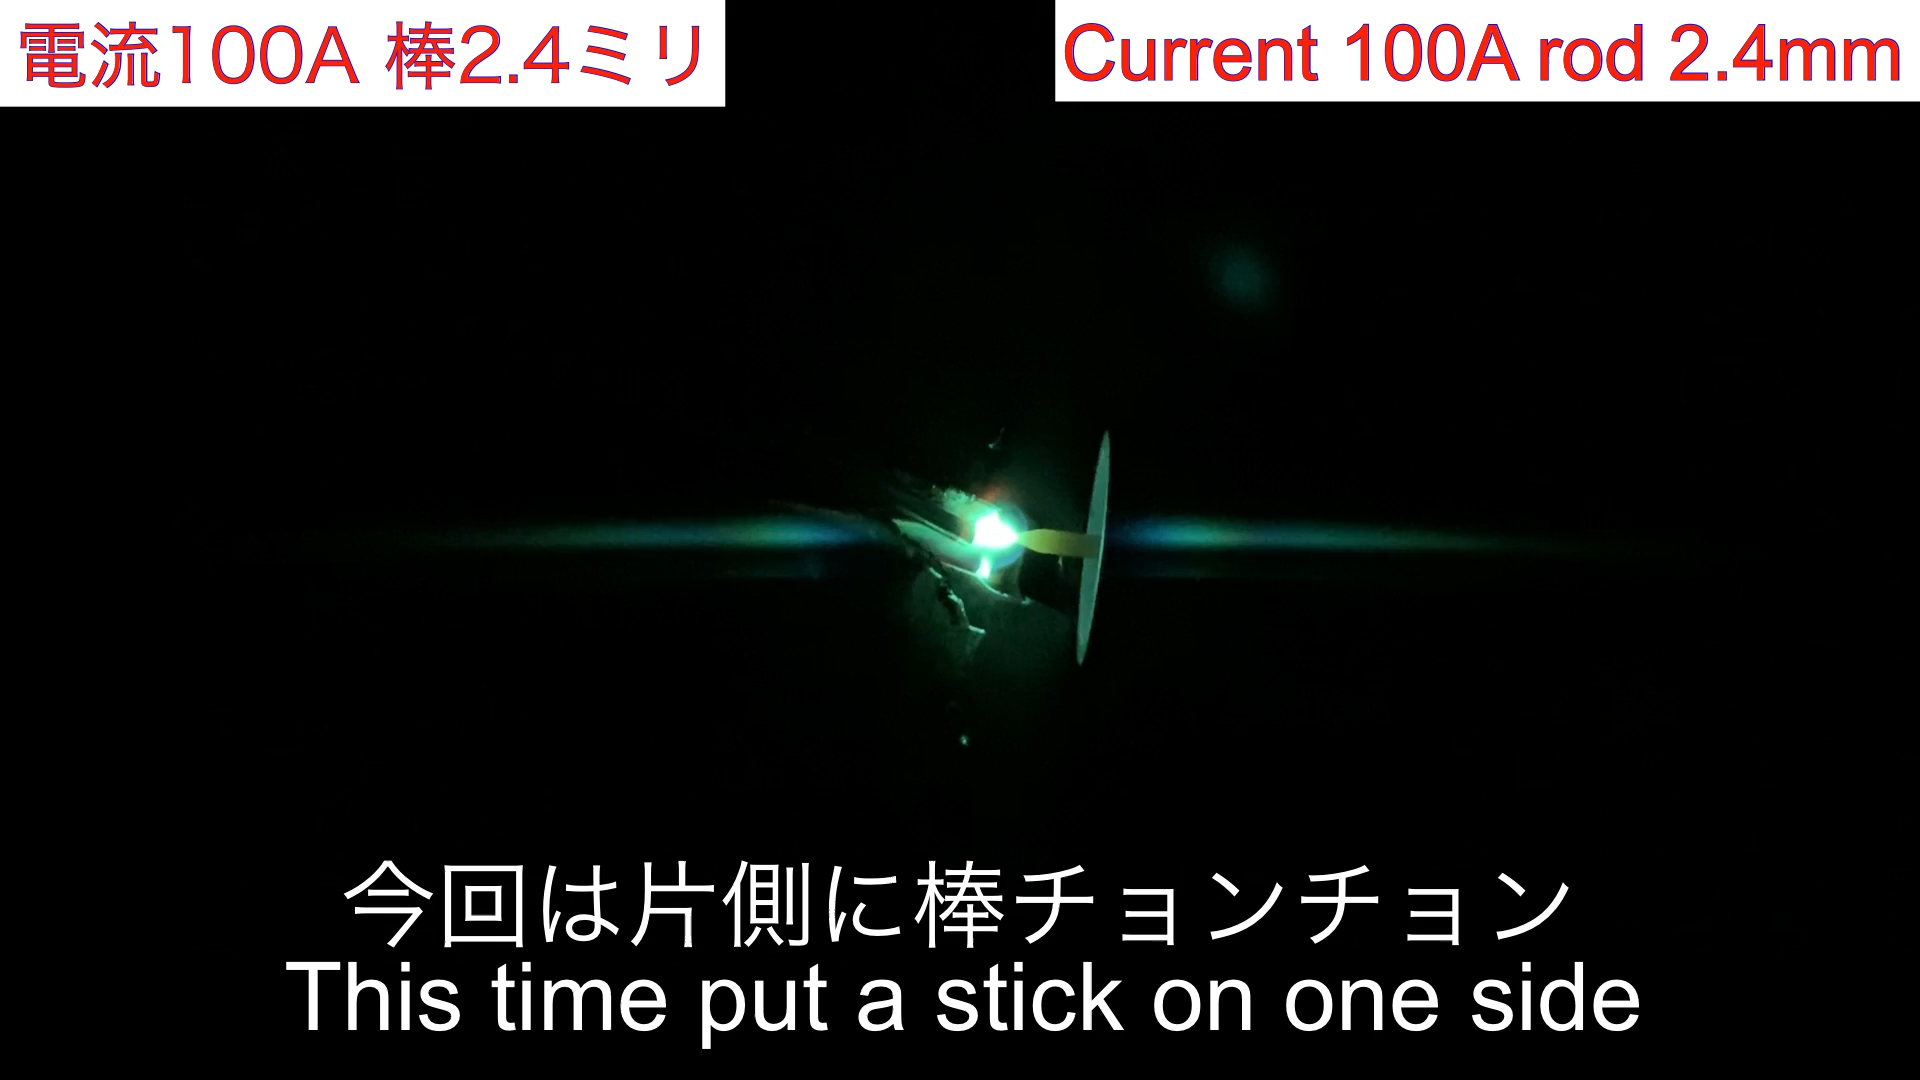 電流100A 棒2.4ミリ
Current 100A rod 2.4mm
今回は片側に棒チョンチョン
This time put a stick on one side